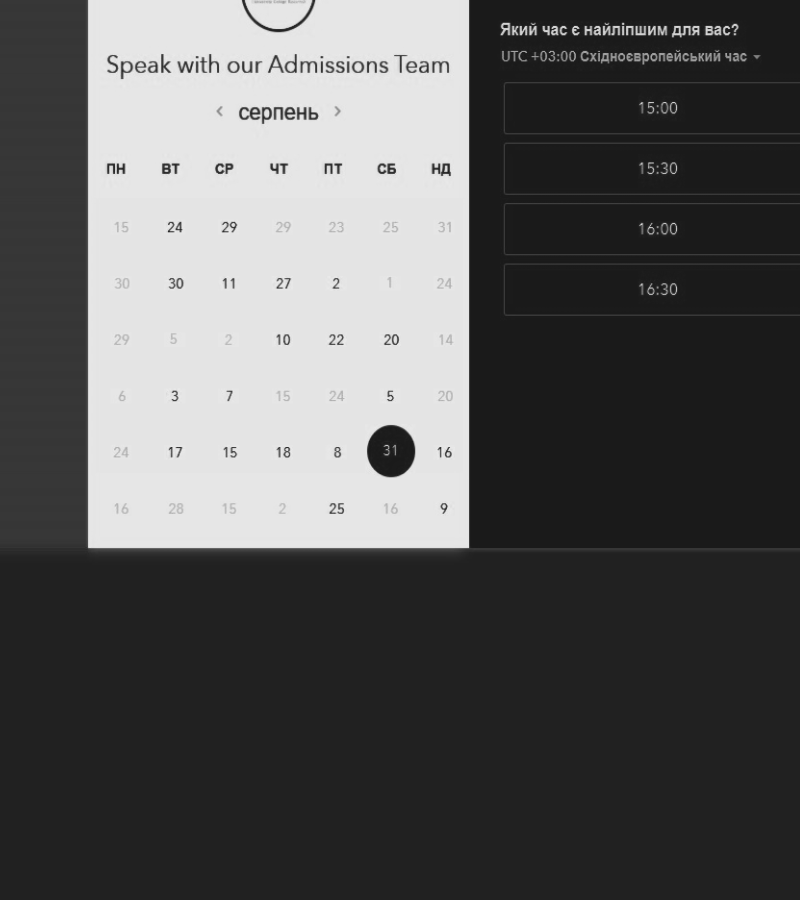 Speak with our Admissions Team
серпень
ПН ВТ СР ЧТ ПТ СБ НД
15 24 29 29 23 25 31
30 30 11 27 2 1 24
29 5 2 10 22 20 14
6 3 7 15 24 5 20
24 17 15 18 8 31 16
16 28 15 2 25 16 9
Який час є найліпшим для вас?
UTC +03:00 Східноєвропейський час
15:00
15:30
16:00
16:30